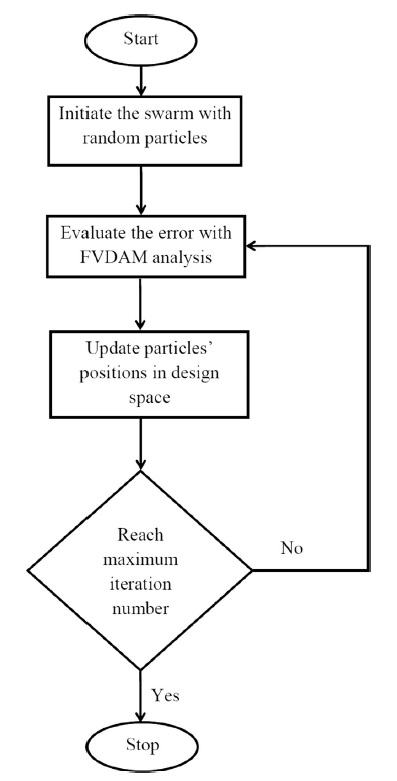 Start
Initiate the swarm with
random particles
Evaluate the error with
FVDAM analysis
Update particles'
positions in design
space
Reach
maximum
iteration
number
No
Yes
Stop